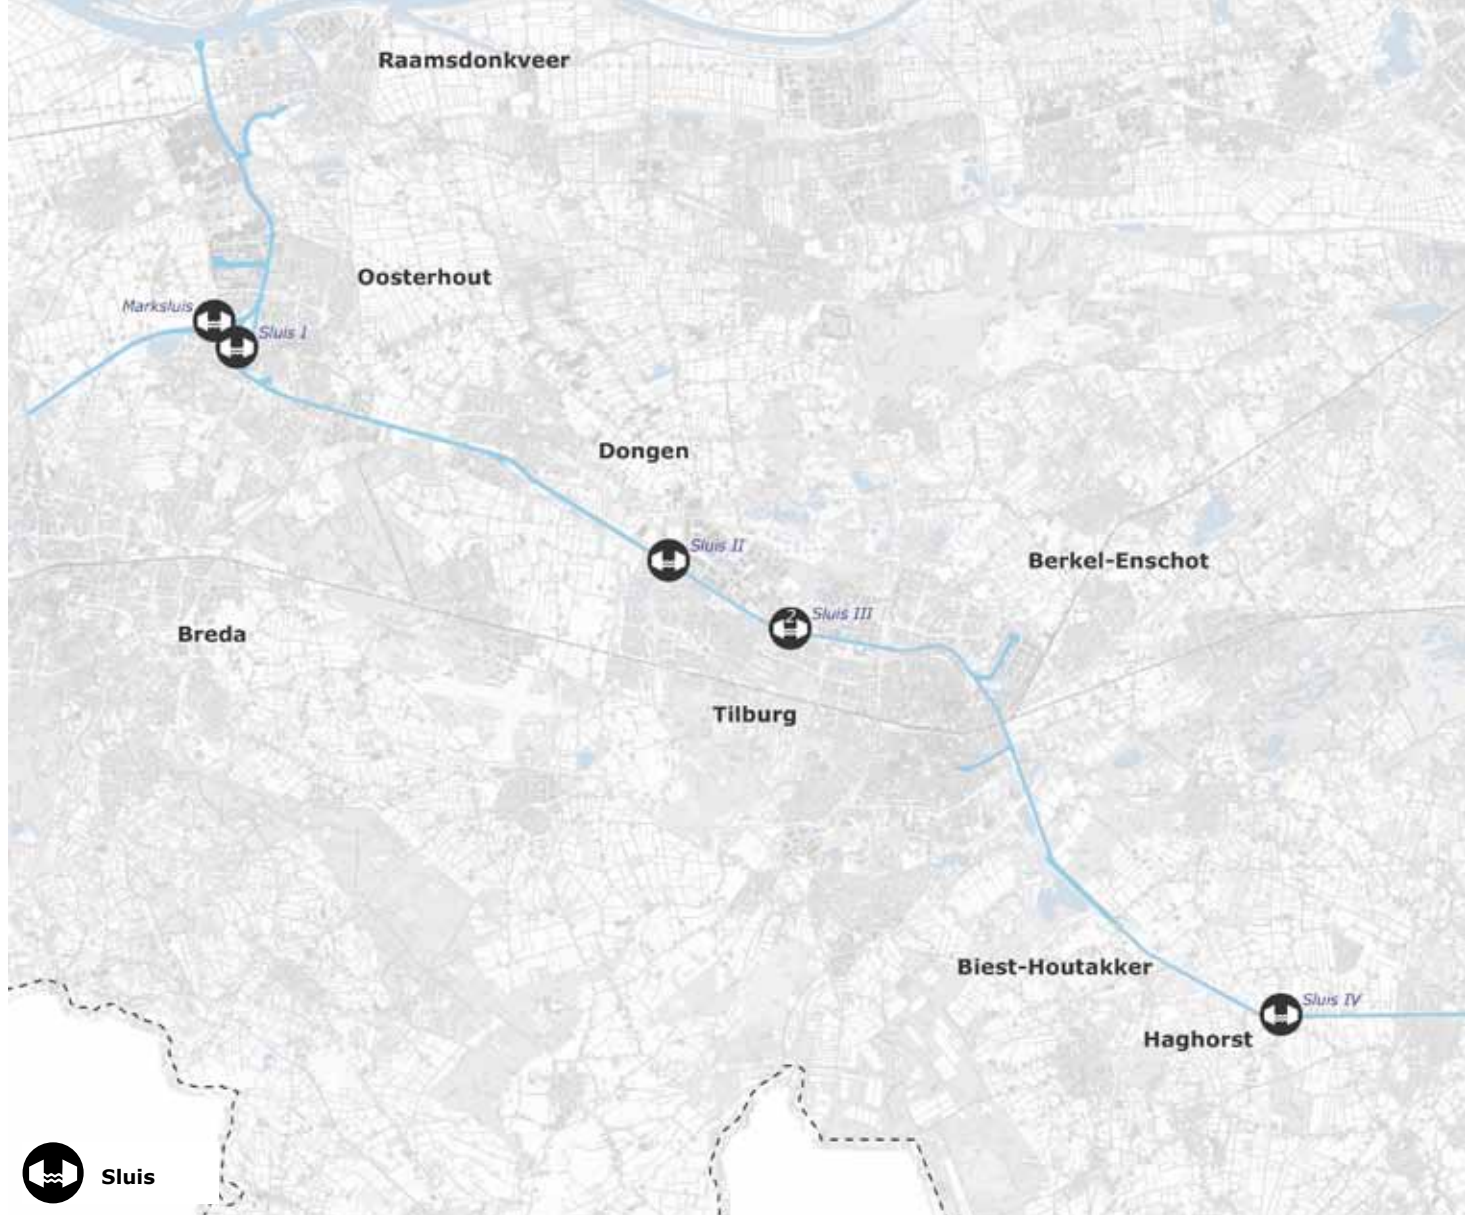 Raamsdonkveer
Oosterhout
Marksluis
Sluis I
Dongen
Sluis II
Berkel-Enschot
2
Sluis III
Breda
Tilburg
Biest-Houtakker
Sluis IV
Haghorst
Sluis